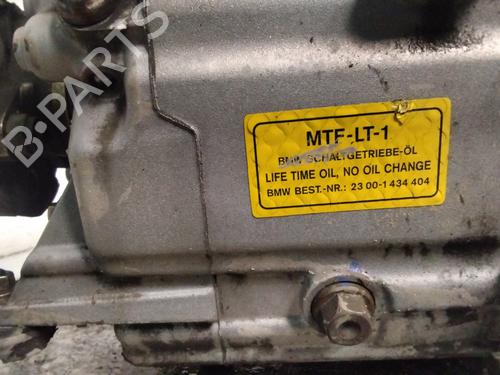 B-PARTS
MTF-LT-1
BMW SCHALTGETRIEBE-ÖL
LIFE TIME OIL, NO OIL CHANGE
BMW BEST.-NR.: 23 00-1 434 404